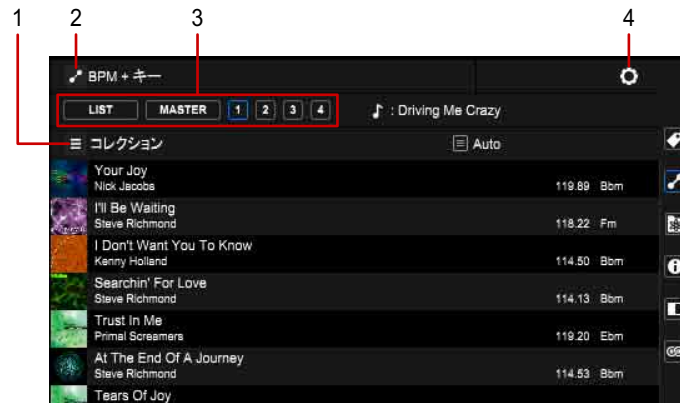 1 2 3 4
BPM + キー
LIST MASTER 1 2 3 4 : Driving Me Crazy
コレクション Auto
Your Joy
Nick Jacobs 119.89 Bbm
I'll Be Waiting
Steve Richmond 118.22 Fm
I Don't Want You To Know
Kenny Holland 114.50 Bbm
Searchin' For Love
Steve Richmond 114.13 Bbm
Trust In Me
Primal Screamers 119.20 Ebm
At The End Of A Journey
Steve Richmond 114.53 Bbm
Tears Of Joy